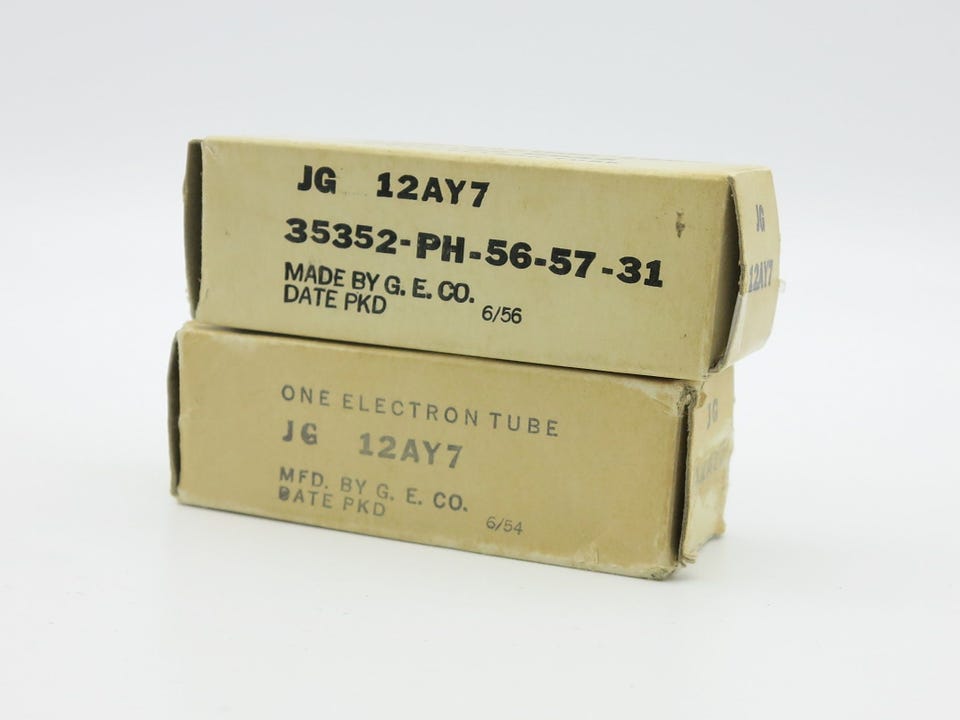 JG 12AY7
35352-PH-56-57-31
MADE BY G. E. CO.
DATE PKD 6/56
JG
12AY7
ONE ELECTRON TUBE
JG 12AY7
MFD. BY G. E. CO.
DATE PKD 6/54
JG